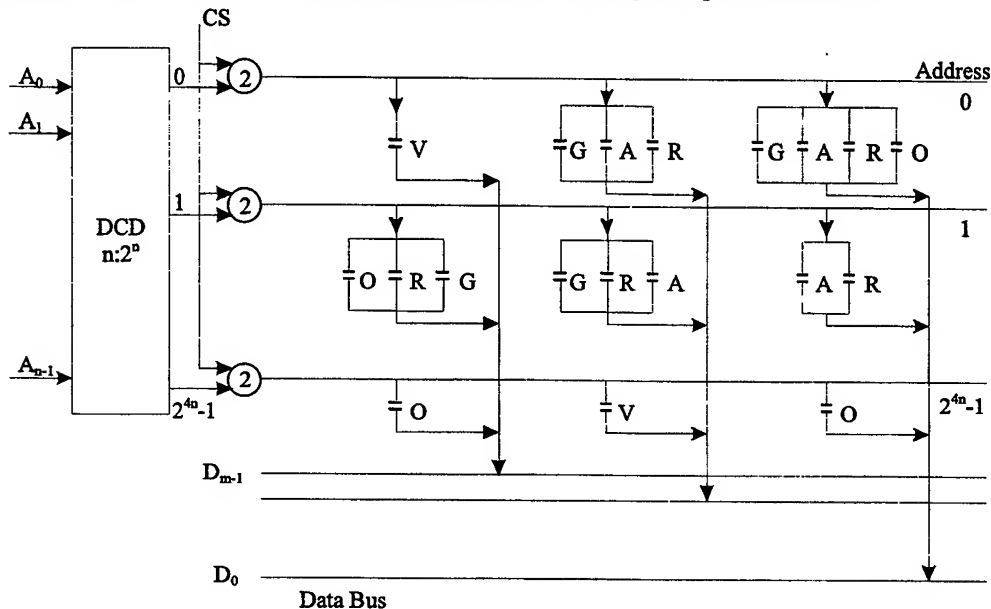 CS
A₀ 0 2 Address
0
A₁
V G A R G A R O
1 2 1
DCD
n:2ⁿ
O R G G R A A R
Aₙ₋₁ 2
2⁴ⁿ-1 O V O 2⁴ⁿ-1
Dₘ₋₁
D₀
Data Bus